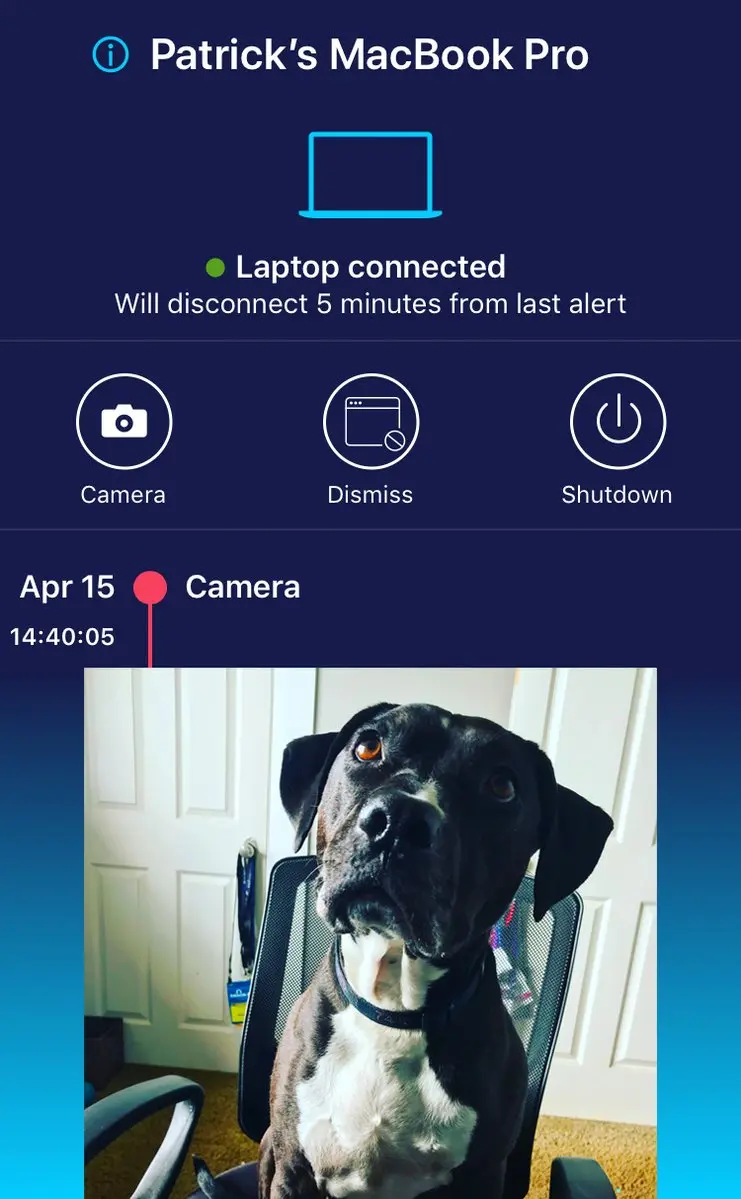 Patrick’s MacBook Pro
Laptop connected
Will disconnect 5 minutes from last alert
Camera
Dismiss
Shutdown
Apr 15
Camera
14:40:05